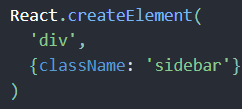 React.createElement(
  'div',
  {className: 'sidebar'}
)